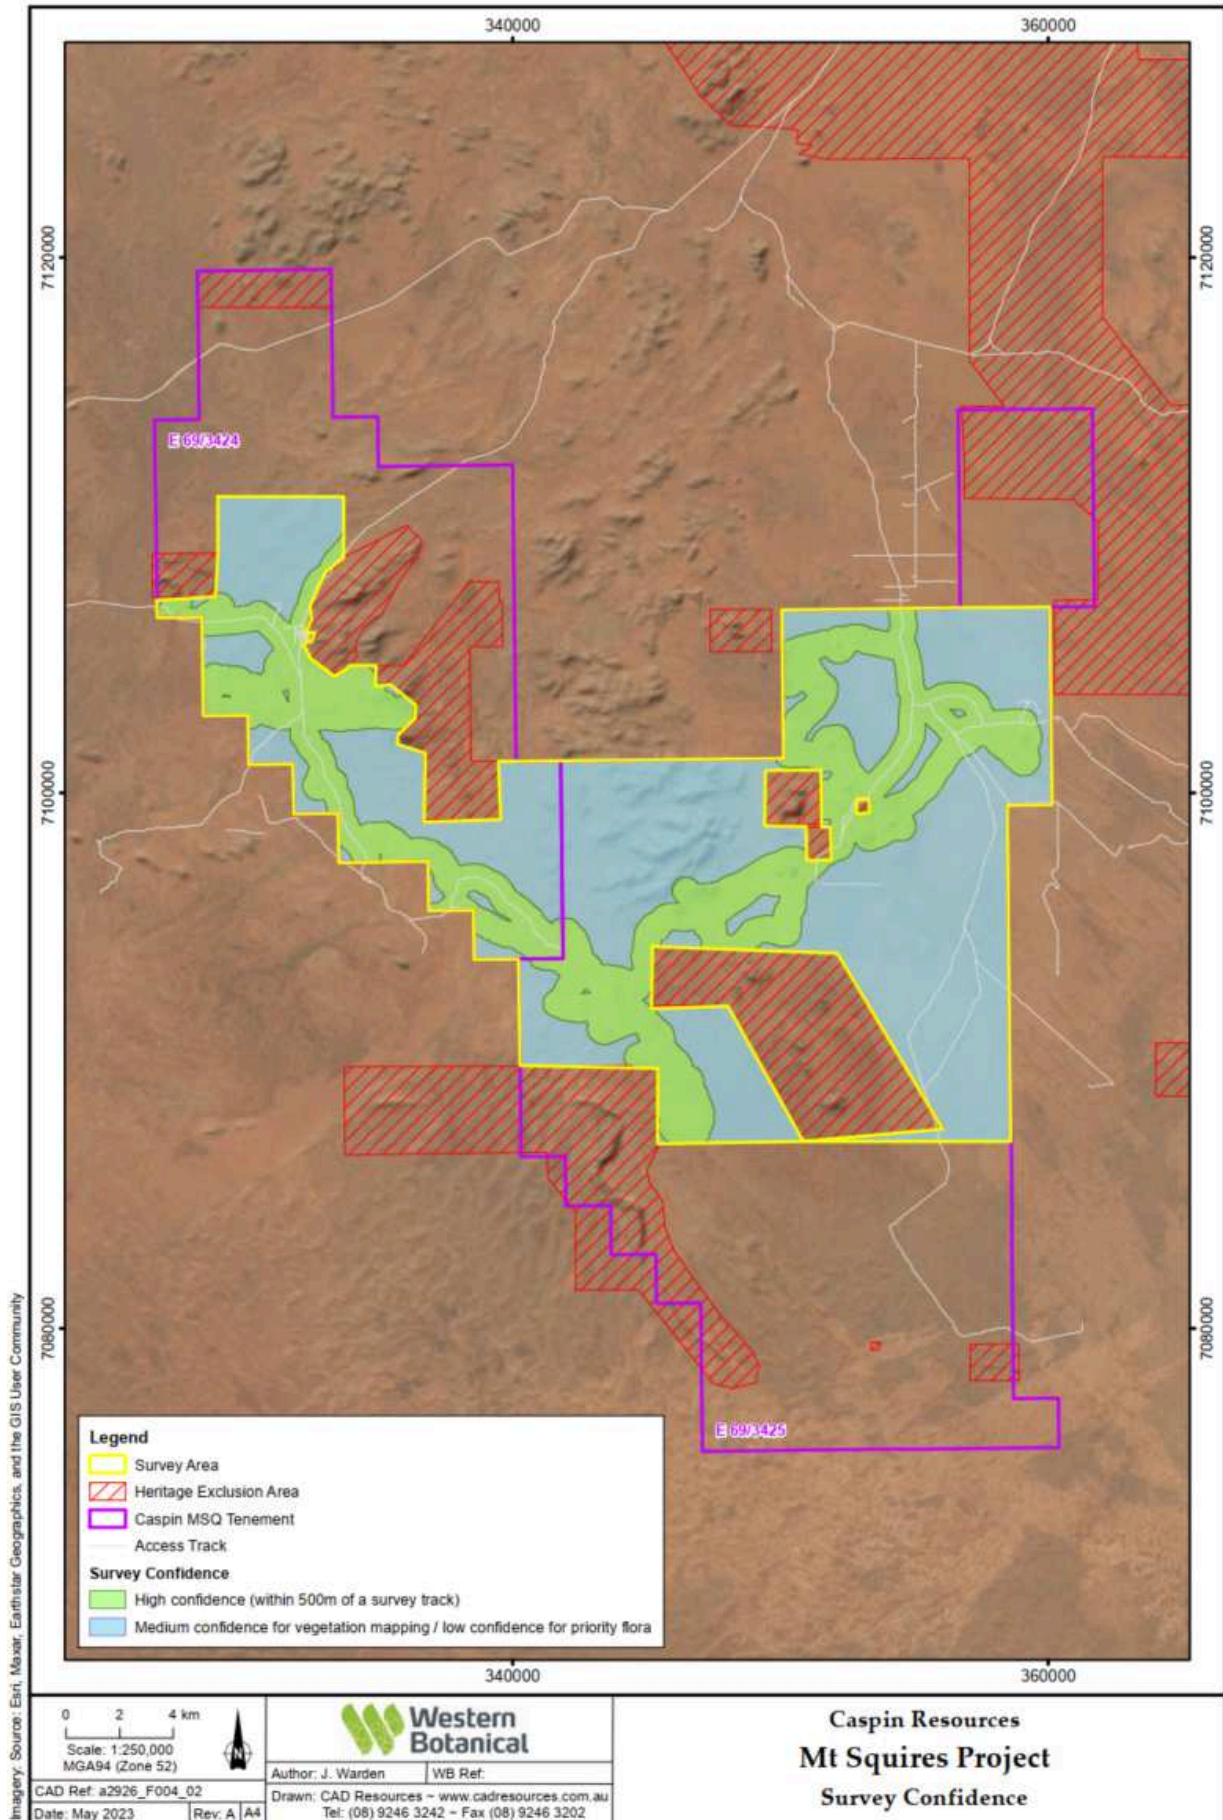 340000
360000
7120000
7120000
E 69/3424
7100000
7100000
7080000
7080000
E 69/3425
Legend
Survey Area
Heritage Exclusion Area
Caspin MSQ Tenement
Access Track
Survey Confidence
High confidence (within 500m of a survey track)
Medium confidence for vegetation mapping / low confidence for priority flora
340000
360000
Imagery: Source: Esri, Maxar, Earthstar Geographics, and the GIS User Community
0 2 4 km
Scale: 1:250,000
MGA94 (Zone 52)
N
CAD Ref: a2926_F004_02
Date: May 2023
Rev: A
A4
Western
Botanical
Author: J. Warden
WB Ref:
Drawn: CAD Resources ~ www.cadresources.com.au
Tel: (08) 9246 3242 ~ Fax (08) 9246 3202
Caspin Resources
Mt Squires Project
Survey Confidence